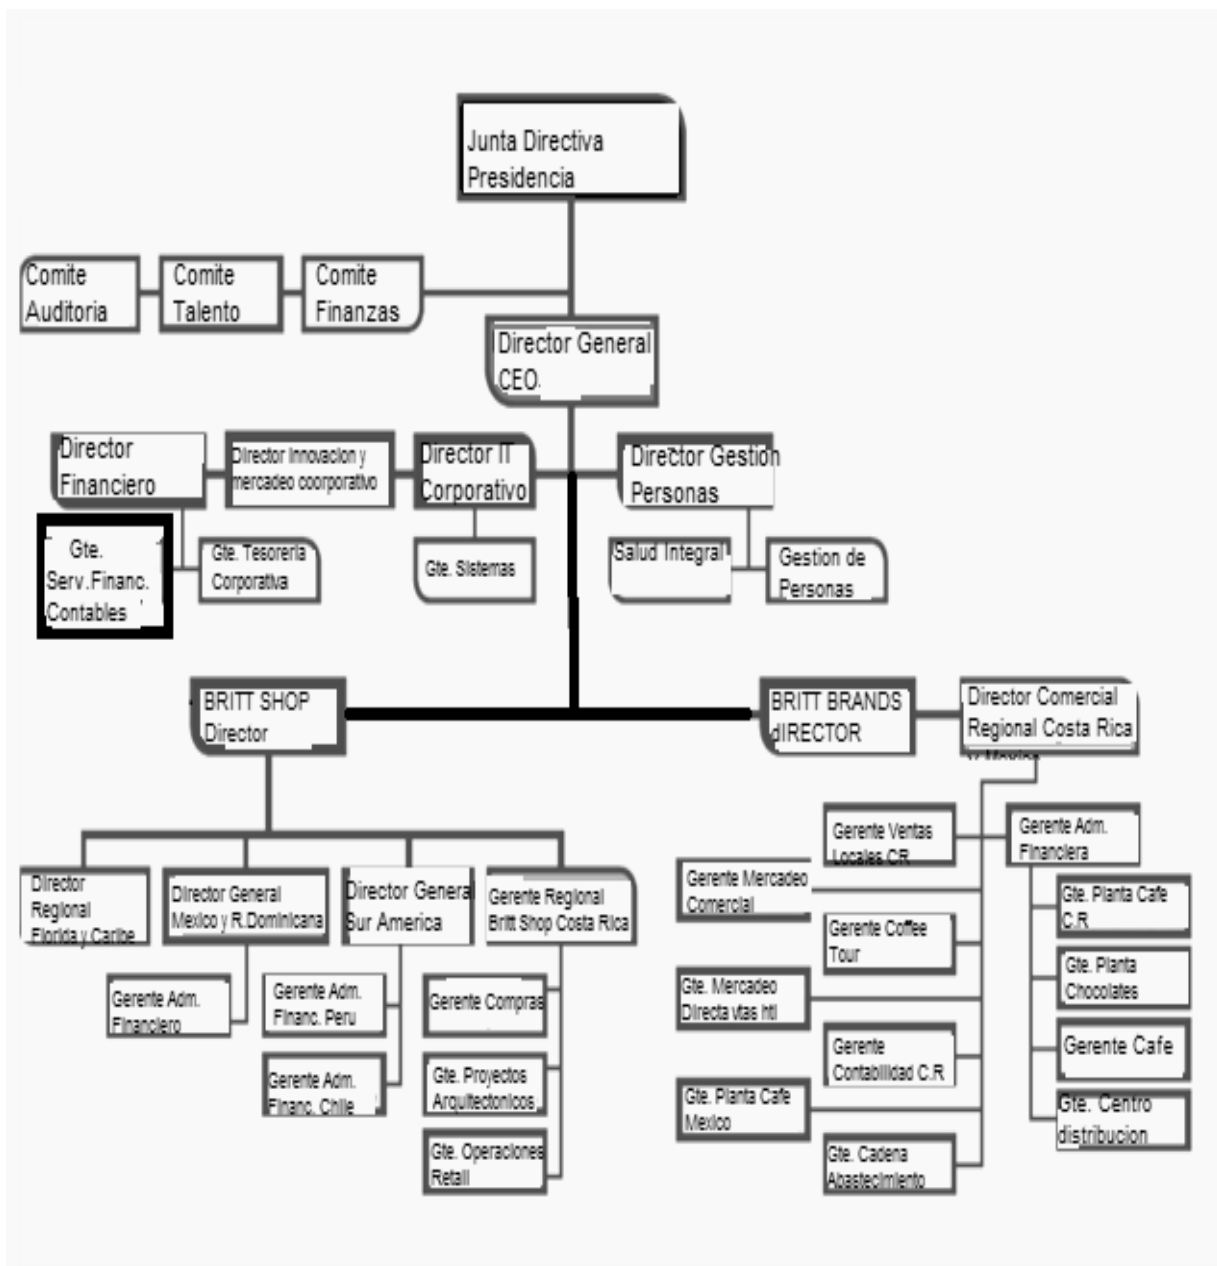 Junta Directiva
Presidencia
Comite
Auditoria
Comite
Talento
Comite
Finanzas
Director General
CEO.
Director
Financiero
Director Innovacion y
mercadeo coorporativo
Director IT
Corporativo
Director Gestion
Personas
Gte.
Serv.Financ.
Contables
Gte. Tesoreria
Corporativa
Gte. Sistemas
Salud Integral
Gestion de
Personas
BRITT SHOP
Director
BRITT BRANDS
dIRECTOR
Director Comercial
Regional Costa Rica
y Mexico
Director
Regional
Florida y Caribe
Director General
Mexico y R.Dominicana
Director General
Sur America
Gerente Regional
Britt Shop Costa Rica
Gerente Adm.
Financiero
Gerente Adm.
Financ. Peru
Gerente Adm.
Financ. Chile
Gerente Compras
Gte. Proyectos
Arquitectonicos
Gte. Operaciones
Retail
Gerente Ventas
Locales CR
Gerente Adm.
Financiera
Gerente Mercadeo
Comercial
Gerente Coffee
Tour
Gte. Mercadeo
Directa vtas htl
Gerente
Contabilidad C.R
Gte. Planta Cafe
Mexico
Gte. Cadena
Abastecimiento
Gte. Planta Cafe
C.R
Gte. Planta
Chocolates
Gerente Cafe
Gte. Centro
distribucion